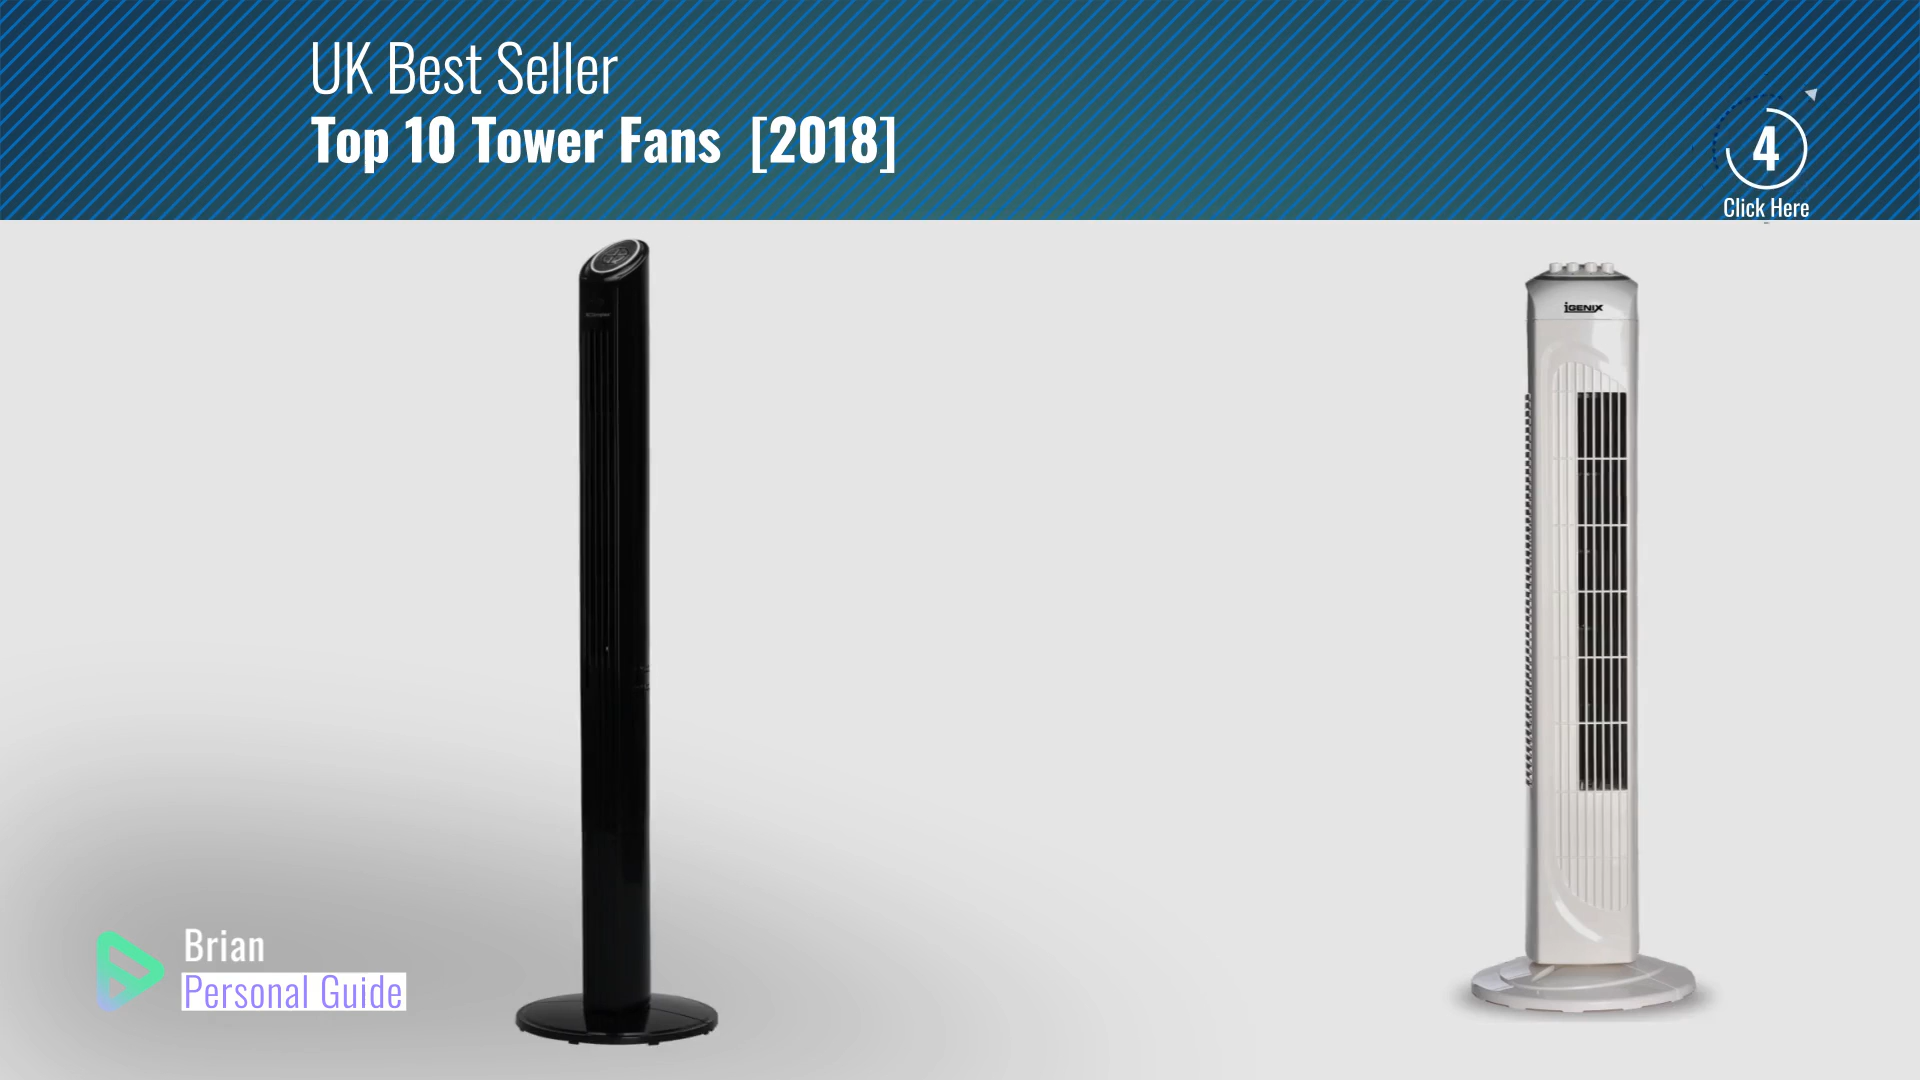 UK Best Seller
Top 10 Tower Fans [2018]
4
Click Here
iGENIX
Brian
Personal Guide